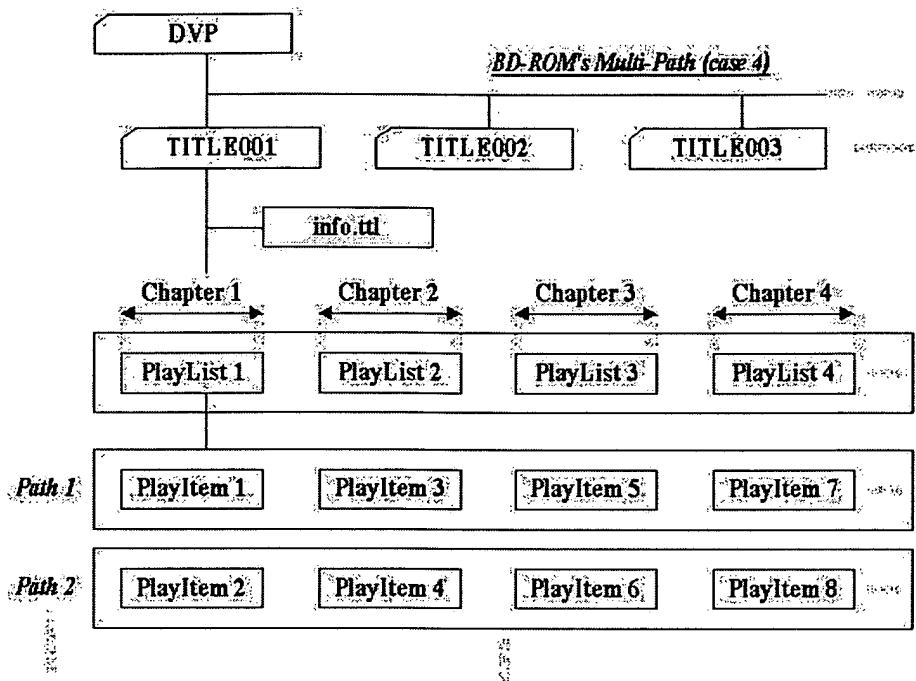 DVP
BD-ROM's Multi-Path (case 4)
TITLE001 TITLE002 TITLE003
info.ttl
Chapter 1 Chapter 2 Chapter 3 Chapter 4
PlayList 1 PlayList 2 PlayList 3 PlayList 4
Path 1 PlayItem 1 PlayItem 3 PlayItem 5 PlayItem 7
Path 2 PlayItem 2 PlayItem 4 PlayItem 6 PlayItem 8